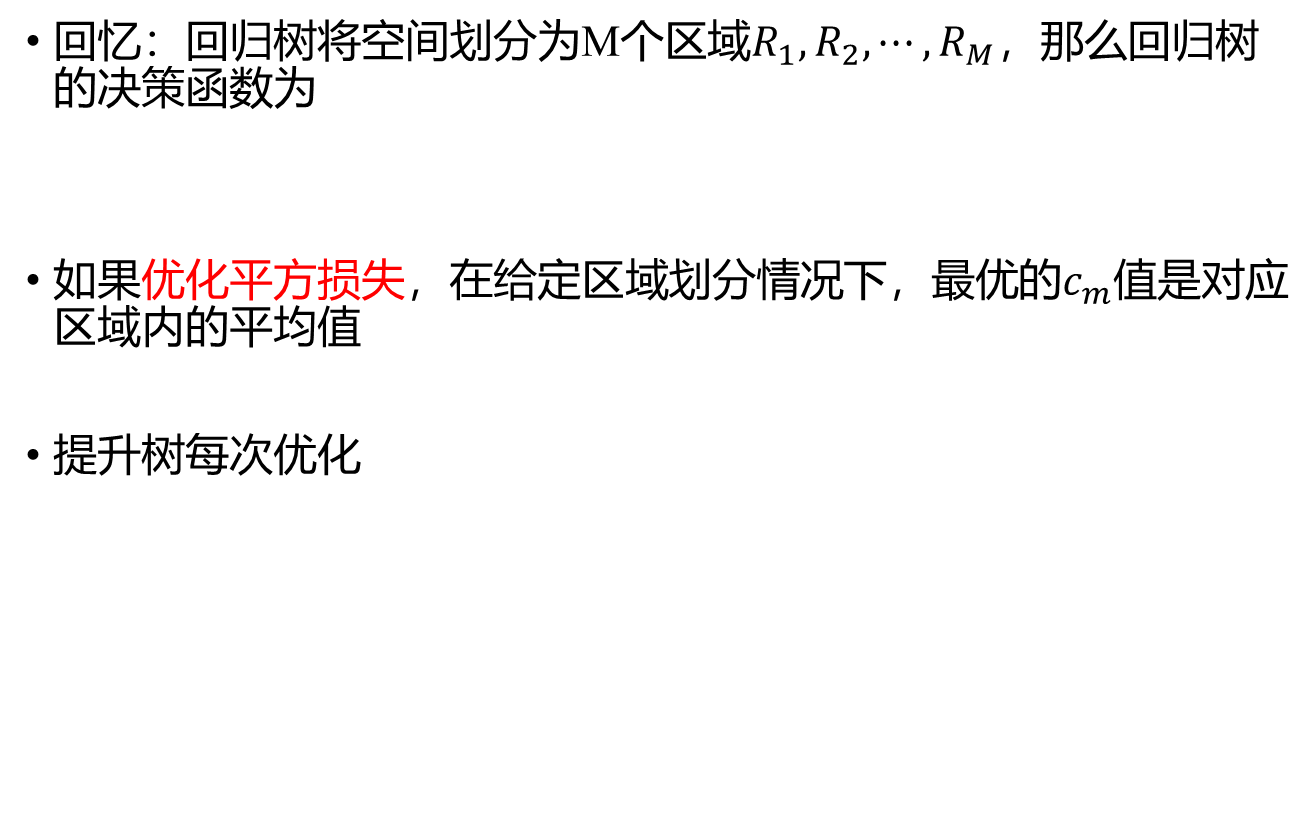 • 回忆：回归树将空间划分为M个区域𝑅₁, 𝑅₂, ⋯ , 𝑅_𝑀，那么回归树
的决策函数为
• 如果优化平方损失，在给定区域划分情况下，最优的𝑐_𝑚值是对应
区域内的平均值
• 提升树每次优化